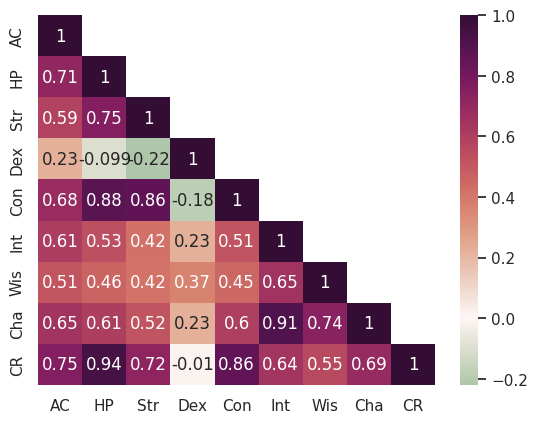 AC 1 1.0
HP 0.71 1 0.8
Str 0.59 0.75 1
Dex 0.23 -0.099 -0.22 1 0.6
Con 0.68 0.88 0.86 -0.18 1 0.4
Int 0.61 0.53 0.42 0.23 0.51 1
Wis 0.51 0.46 0.42 0.37 0.45 0.65 1 0.2
Cha 0.65 0.61 0.52 0.23 0.6 0.91 0.74 1 0.0
CR 0.75 0.94 0.72 -0.01 0.86 0.64 0.55 0.69 1 −0.2
AC HP Str Dex Con Int Wis Cha CR